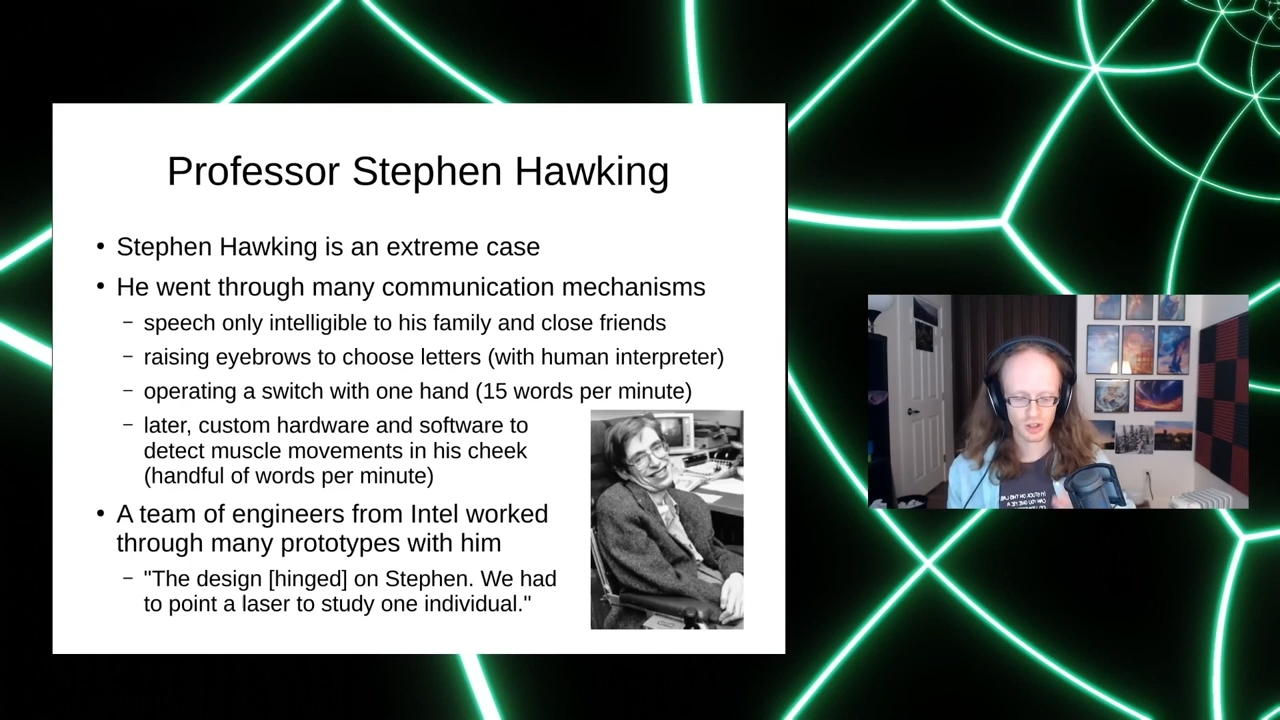 Professor Stephen Hawking
• Stephen Hawking is an extreme case
• He went through many communication mechanisms
– speech only intelligible to his family and close friends
– raising eyebrows to choose letters (with human interpreter)
– operating a switch with one hand (15 words per minute)
– later, custom hardware and software to
detect muscle movements in his cheek
(handful of words per minute)
• A team of engineers from Intel worked
through many prototypes with him
– "The design [hinged] on Stephen. We had
to point a laser to study one individual."